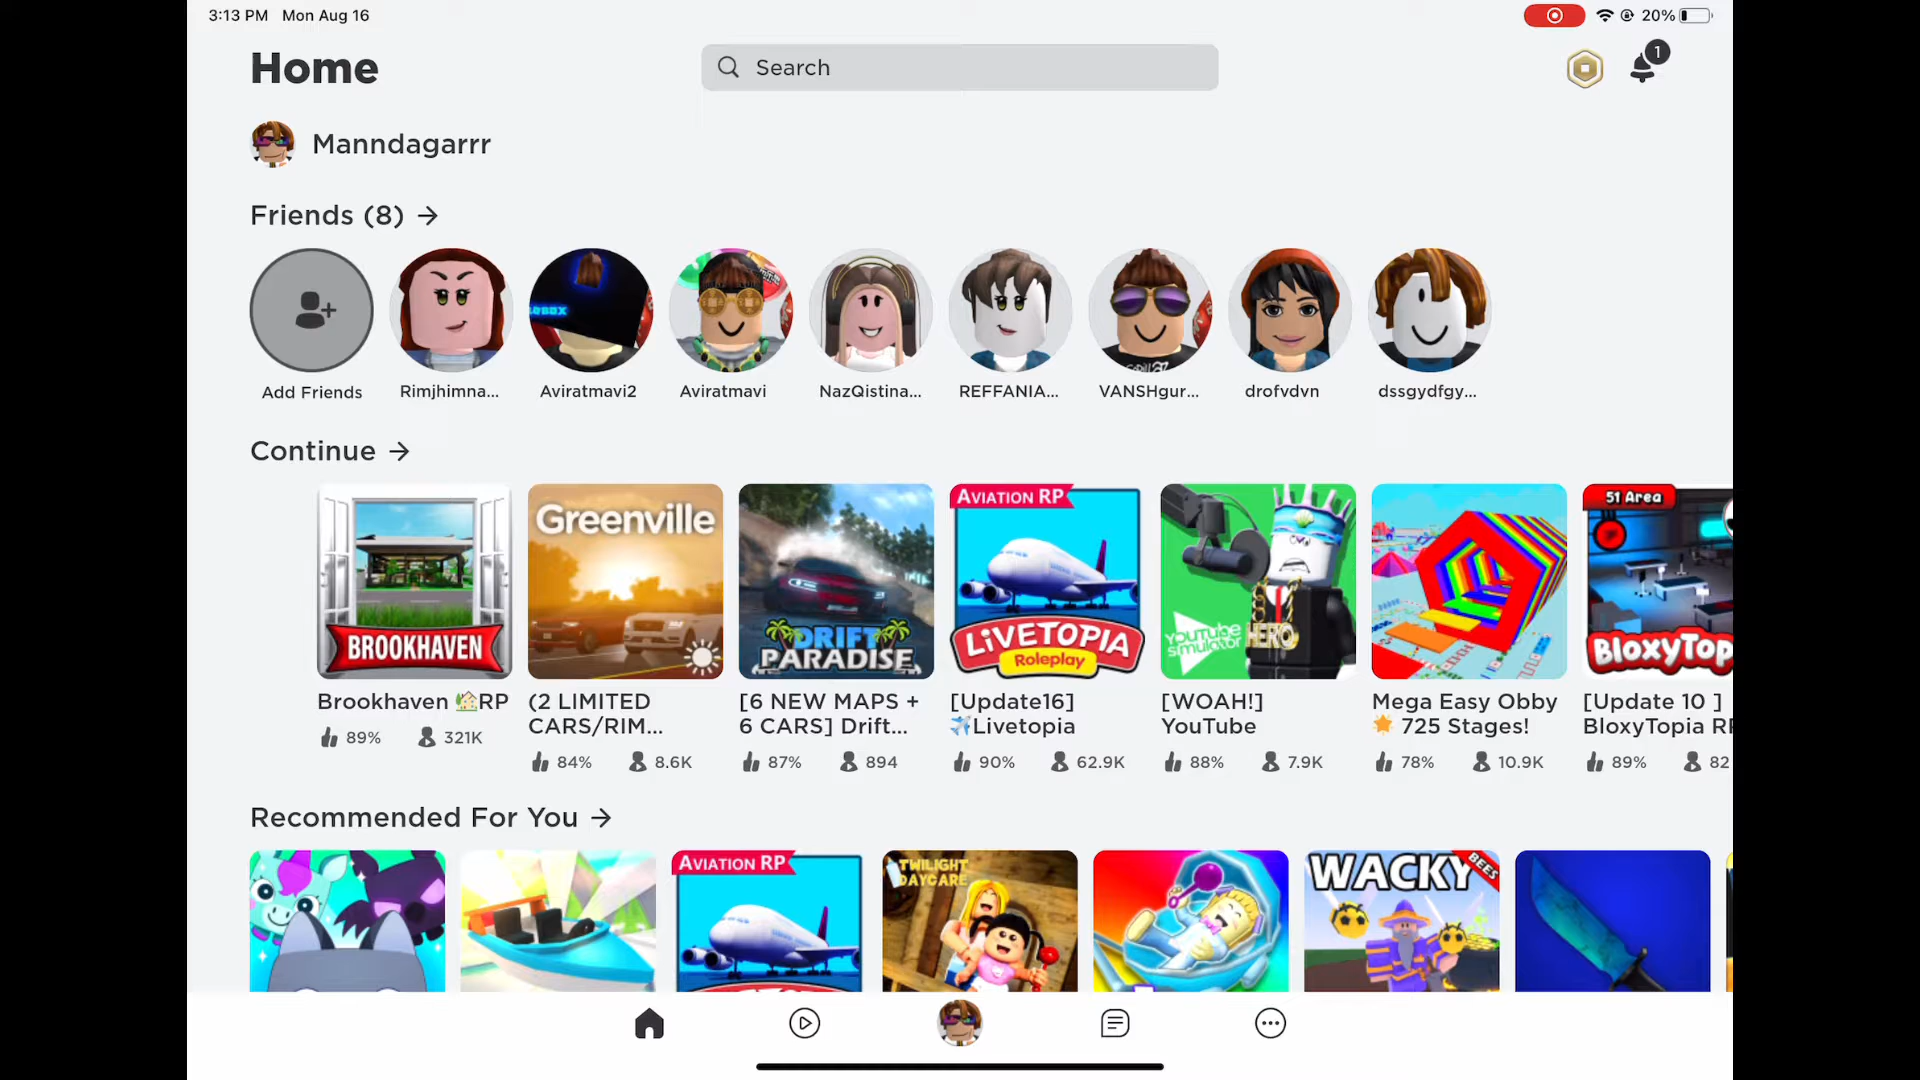 3:13 PM Mon Aug 16
20%
Home
Search
1
Manndagarrr
Friends (8) →
Add Friends
Rimjhimna...
Aviratmavi2
Aviratmavi
NazQistina...
REFFANIA...
VANSHgur...
drofvdvn
dssgydfgy...
Continue →
BROOKHAVEN
Greenville
DRIFT
PARADISE
AVIATION RP
LIVETOPIA
Roleplay
YOUTUBE
simulator
HERO
51 Area
BLOXYTOP
Brookhaven 🏡RP
89% 321K
(2 LIMITED
CARS/RIM...
84% 8.6K
[6 NEW MAPS +
6 CARS] Drift...
87% 894
[Update16]
✈️Livetopia
90% 62.9K
[WOAH!]
YouTube
88% 7.9K
Mega Easy Obby
🌟 725 Stages!
78% 10.9K
[Update 10 ]
BloxyTopia RP
89% 82
Recommended For You →
AVIATION RP
TWILIGHT
DAYCARE
WACKY
BEES